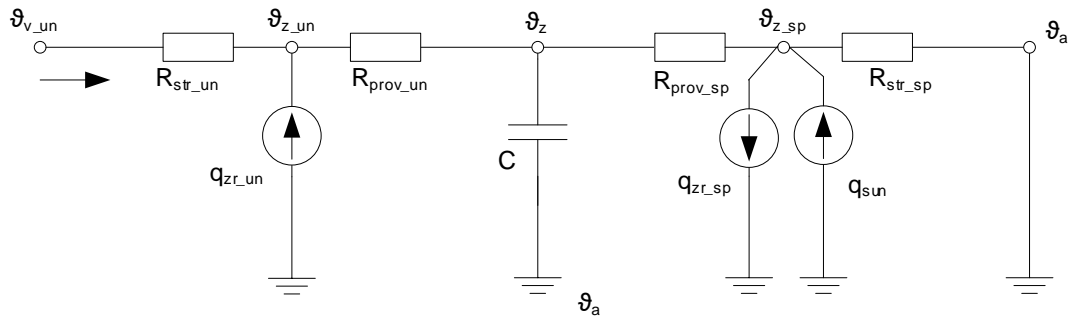 ϑv_un
ϑz_un
ϑz
ϑz_sp
ϑa
Rstr_un
Rprov_un
Rprov_sp
Rstr_sp
C
qzr_un
qzr_sp
qsun
ϑa